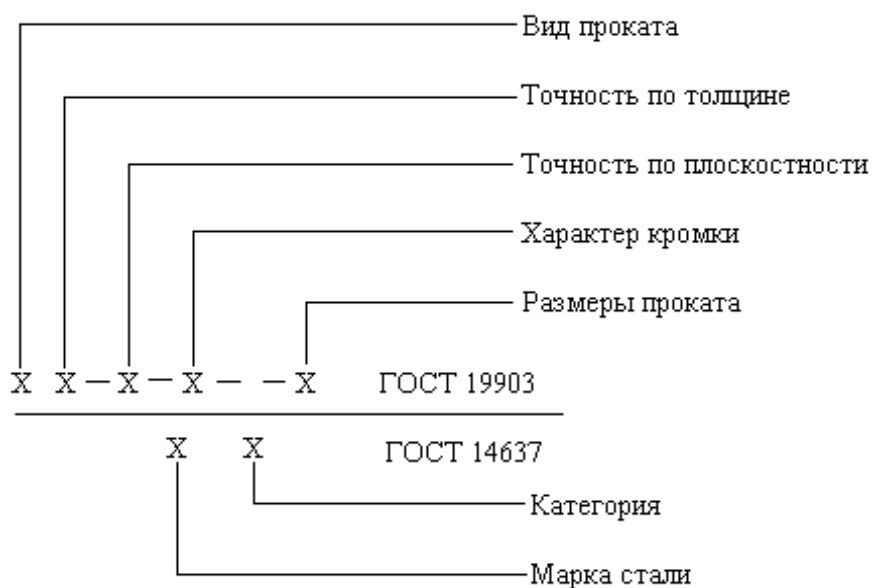 Вид проката
Точность по толщине
Точность по плоскостности
Характер кромки
Размеры проката
X X – X – X – – X ГОСТ 19903
X X ГОСТ 14637
Категория
Марка стали